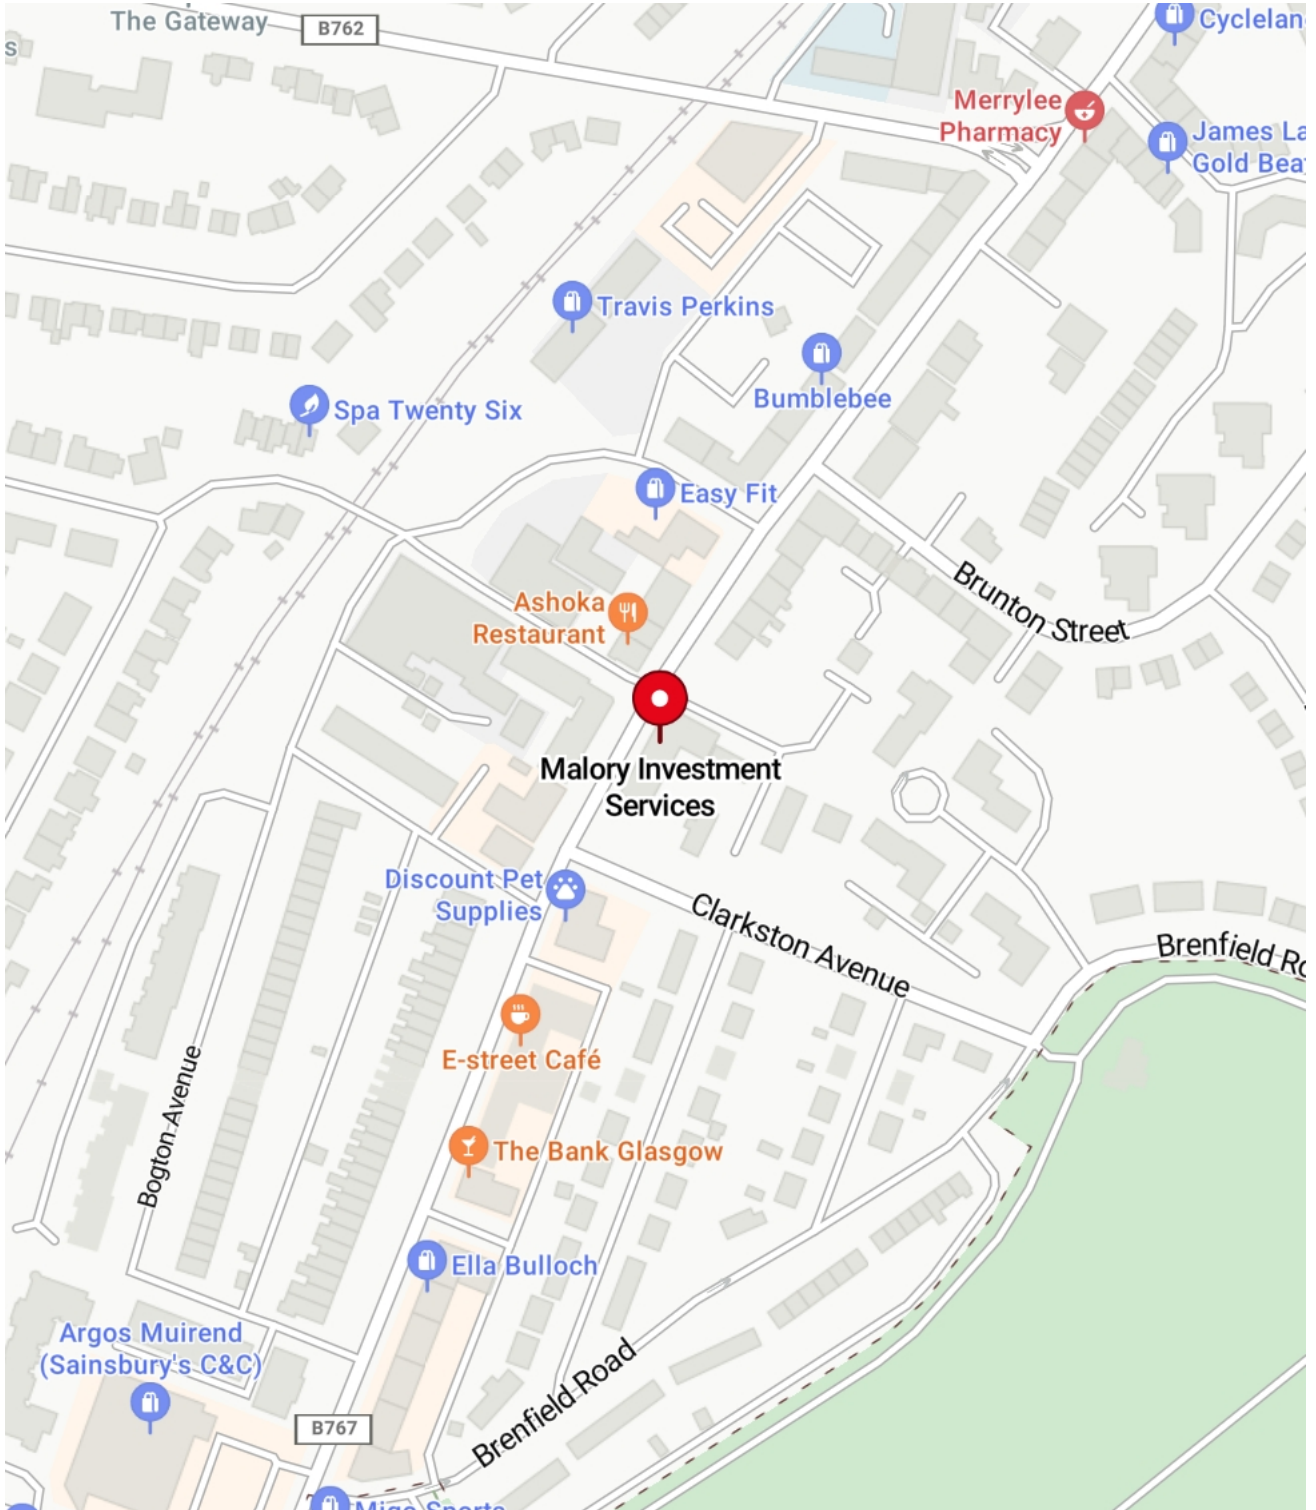 The Gateway
B762
s
Cyclelan
Merrylee
Pharmacy
James La
Gold Bea
Travis Perkins
Bumblebee
Spa Twenty Six
Easy Fit
Brunton Street
Ashoka
Restaurant
Malory Investment
Services
Discount Pet
Supplies
Clarkston Avenue
Brenfield Ro
E-street Café
Bogton Avenue
The Bank Glasgow
Ella Bulloch
Argos Muirend
(Sainsbury's C&C)
Brenfield Road
B767
Migo Sports